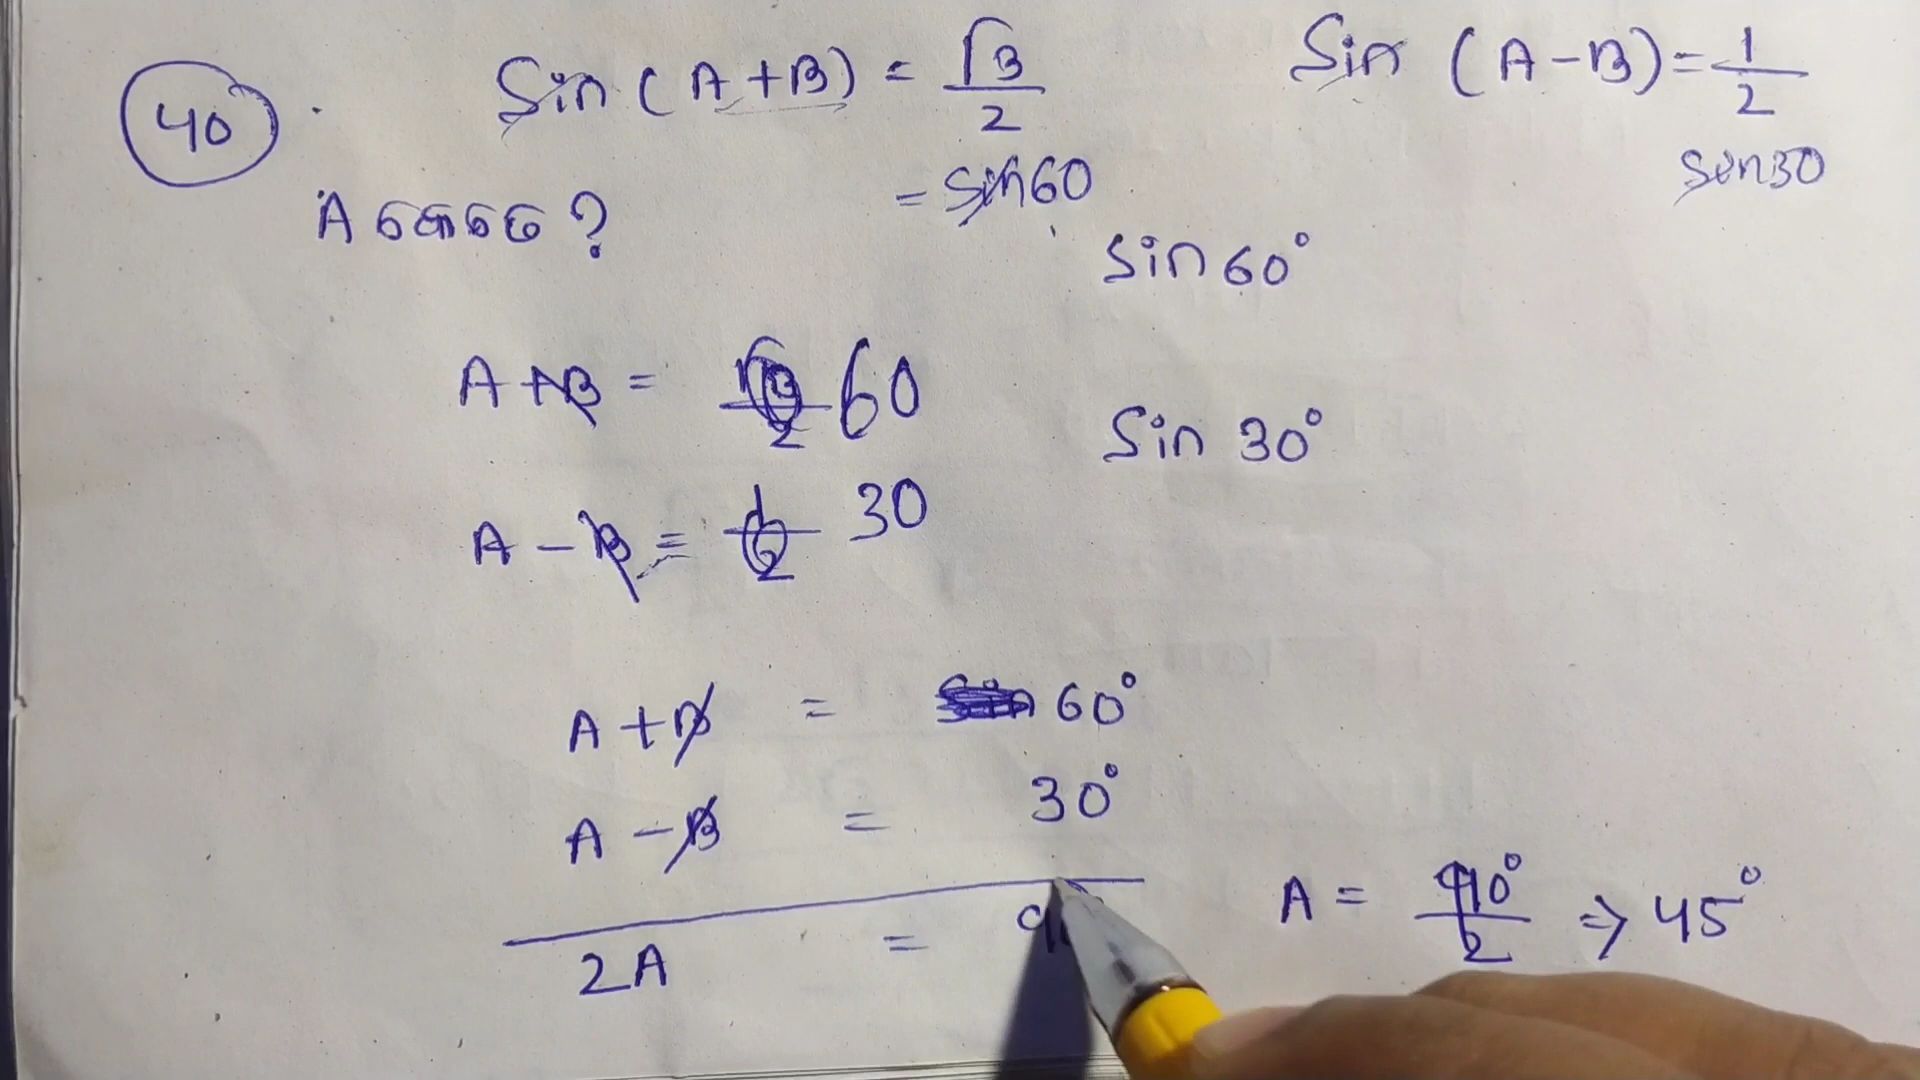 40. Sin (A+B) = √3/2 Sin (A-B) = 1/2
= sin60 sin30
A କେତେ ?
sin 60°
A+B = 60
Sin 30°
A - B = 30
A + B = 60°
A - B = 30°
2A = 90
A = 90°/2 ⇒ 45°